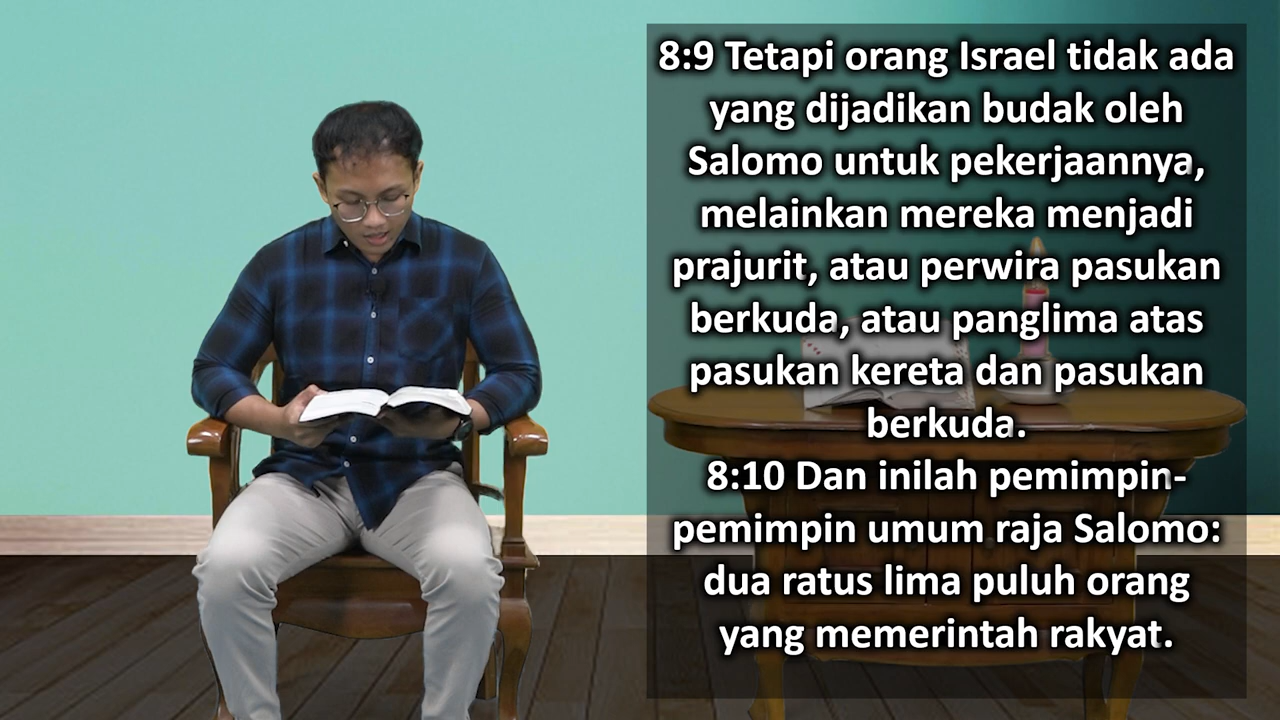 8:9 Tetapi orang Israel tidak ada
yang dijadikan budak oleh
Salomo untuk pekerjaannya,
melainkan mereka menjadi
prajurit, atau perwira pasukan
berkuda, atau panglima atas
pasukan kereta dan pasukan
berkuda.
8:10 Dan inilah pemimpin-
pemimpin umum raja Salomo:
dua ratus lima puluh orang
yang memerintah rakyat.